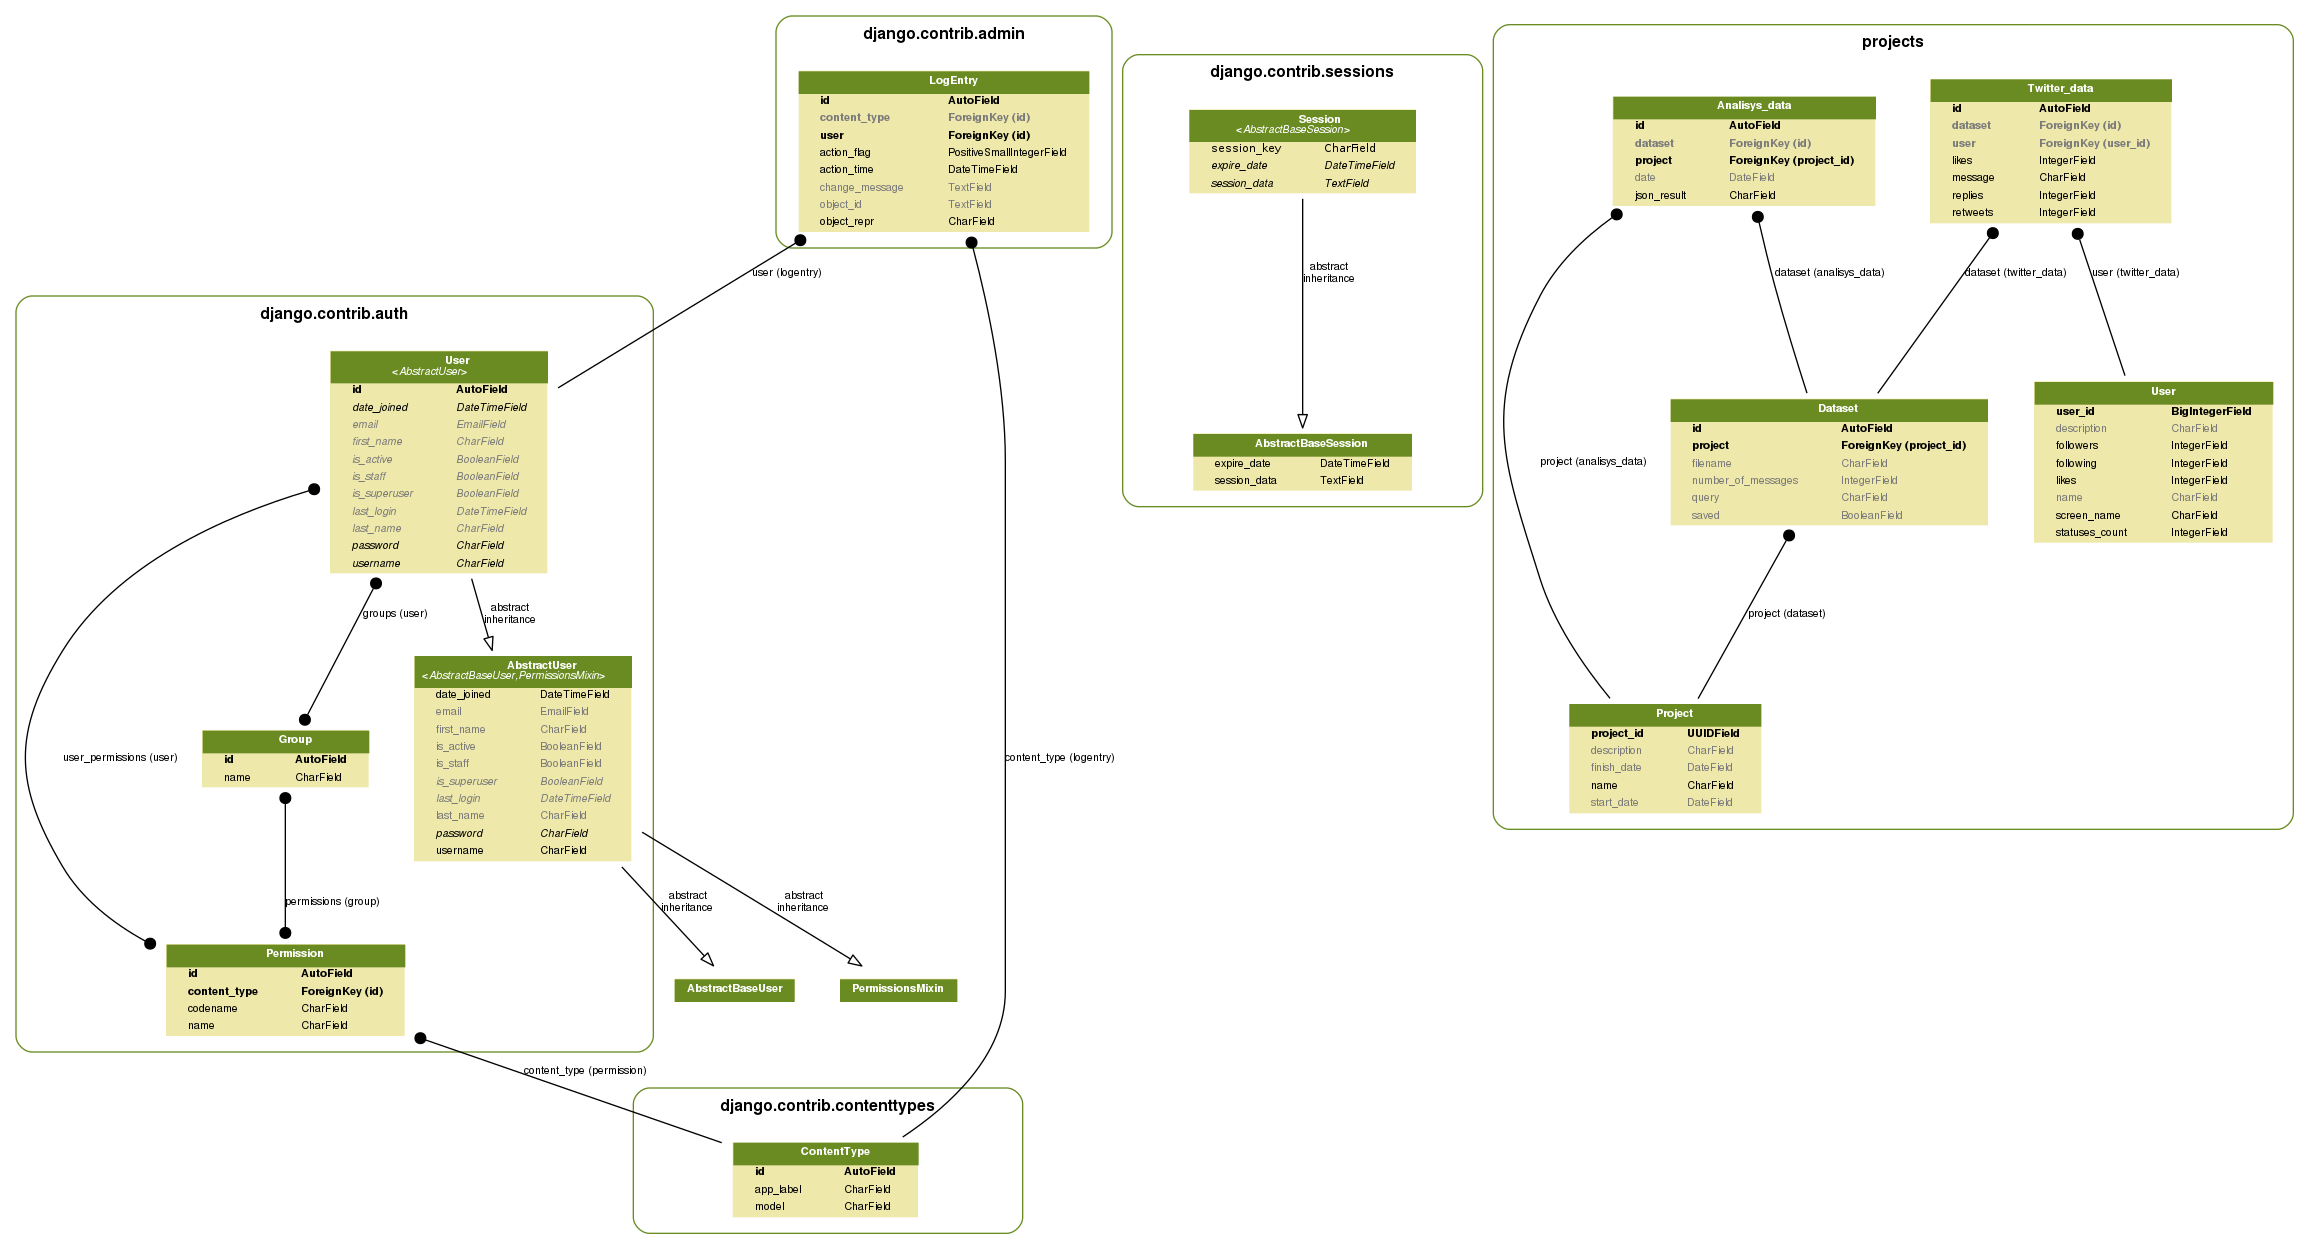 django.contrib.admin
LogEntry
id AutoField
content_type ForeignKey (id)
user ForeignKey (id)
action_flag PositiveSmallIntegerField
action_time DateTimeField
change_message TextField
object_id TextField
object_repr CharField
user (logentry)
content_type (logentry)
django.contrib.sessions
Session
<AbstractBaseSession>
session_key CharField
expire_date DateTimeField
session_data TextField
abstract
inheritance
AbstractBaseSession
expire_date DateTimeField
session_data TextField
projects
Analisys_data
id AutoField
dataset ForeignKey (id)
project ForeignKey (project_id)
date DateField
json_result CharField
Twitter_data
id AutoField
dataset ForeignKey (id)
user ForeignKey (user_id)
likes IntegerField
message CharField
replies IntegerField
retweets IntegerField
dataset (analisys_data)
dataset (twitter_data)
user (twitter_data)
project (analisys_data)
Dataset
id AutoField
project ForeignKey (project_id)
filename CharField
number_of_messages IntegerField
query CharField
saved BooleanField
User
user_id BigIntegerField
description CharField
followers IntegerField
following IntegerField
likes IntegerField
name CharField
screen_name CharField
statuses_count IntegerField
project (dataset)
Project
project_id UUIDField
description CharField
finish_date DateField
name CharField
start_date DateField
django.contrib.auth
User
<AbstractUser>
id AutoField
date_joined DateTimeField
email EmailField
first_name CharField
is_active BooleanField
is_staff BooleanField
is_superuser BooleanField
last_login DateTimeField
last_name CharField
password CharField
username CharField
groups (user)
abstract
inheritance
user_permissions (user)
AbstractUser
<AbstractBaseUser,PermissionsMixin>
date_joined DateTimeField
email EmailField
first_name CharField
is_active BooleanField
is_staff BooleanField
is_superuser BooleanField
last_login DateTimeField
last_name CharField
password CharField
username CharField
Group
id AutoField
name CharField
permissions (group)
abstract
inheritance
abstract
inheritance
AbstractBaseUser
PermissionsMixin
Permission
id AutoField
content_type ForeignKey (id)
codename CharField
name CharField
content_type (permission)
django.contrib.contenttypes
ContentType
id AutoField
app_label CharField
model CharField